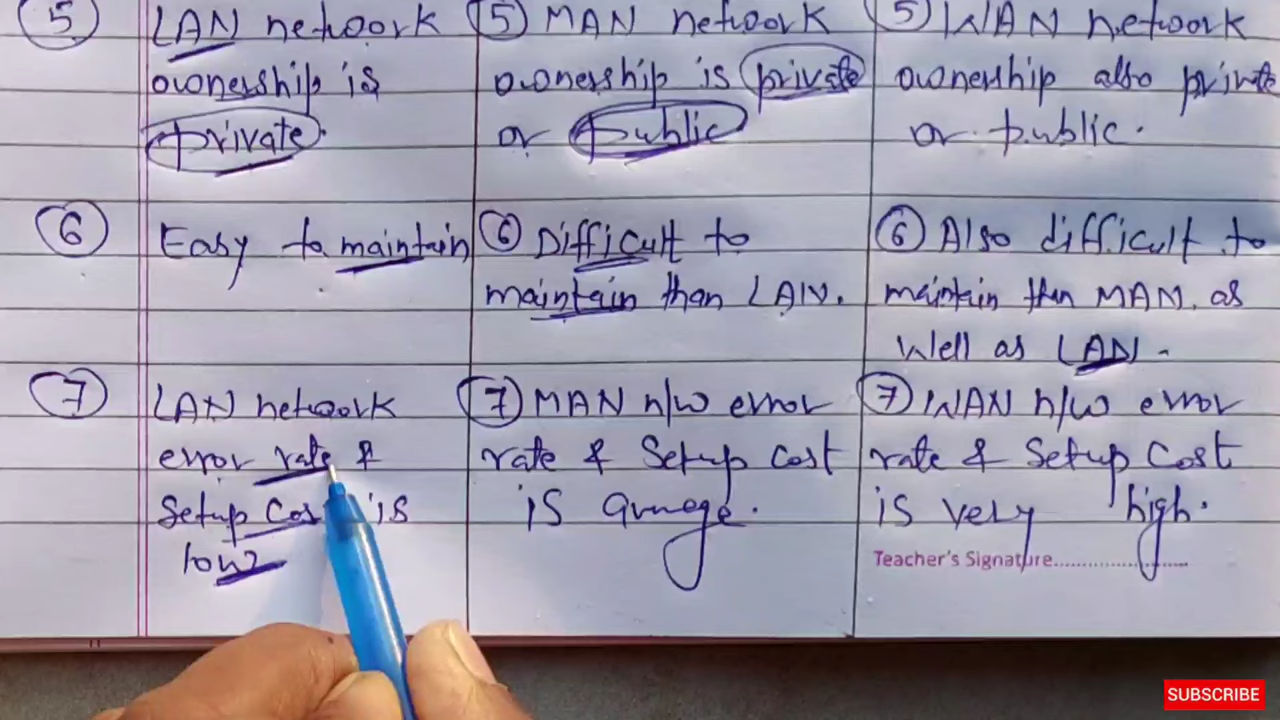 5 LAN network
ownership is
private.
5 MAN network
ownership is private
or public
5 WAN network
ownership also private
or public.
6 Easy to maintain
6 Difficult to
maintain than LAN.
6 Also difficult to
maintain than MAN. as
well as LAN.
7 LAN network
error rate &
Setup Cost is
low
7 MAN n/w error
rate & Setup Cost
is
7 WAN n/w error
rate & Setup Cost
is very high.
Teacher's Signature
SUBSCRIBE